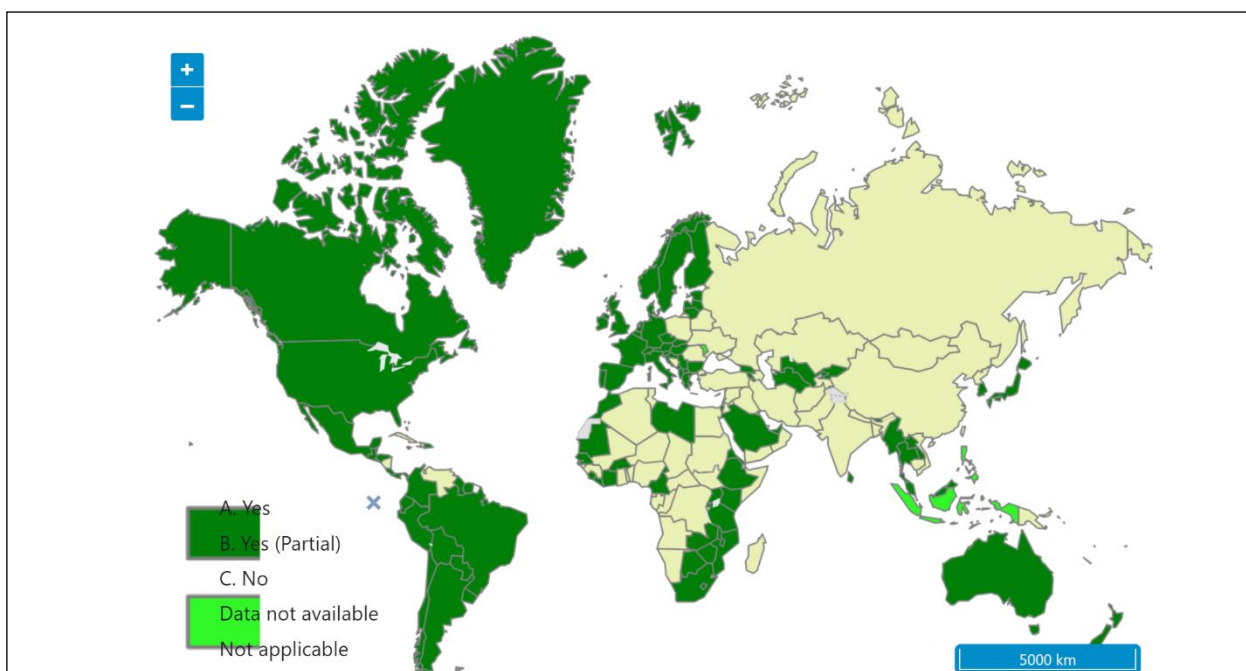 +
−
A. Yes
B. Yes (Partial)
C. No
Data not available
Not applicable
5000 km